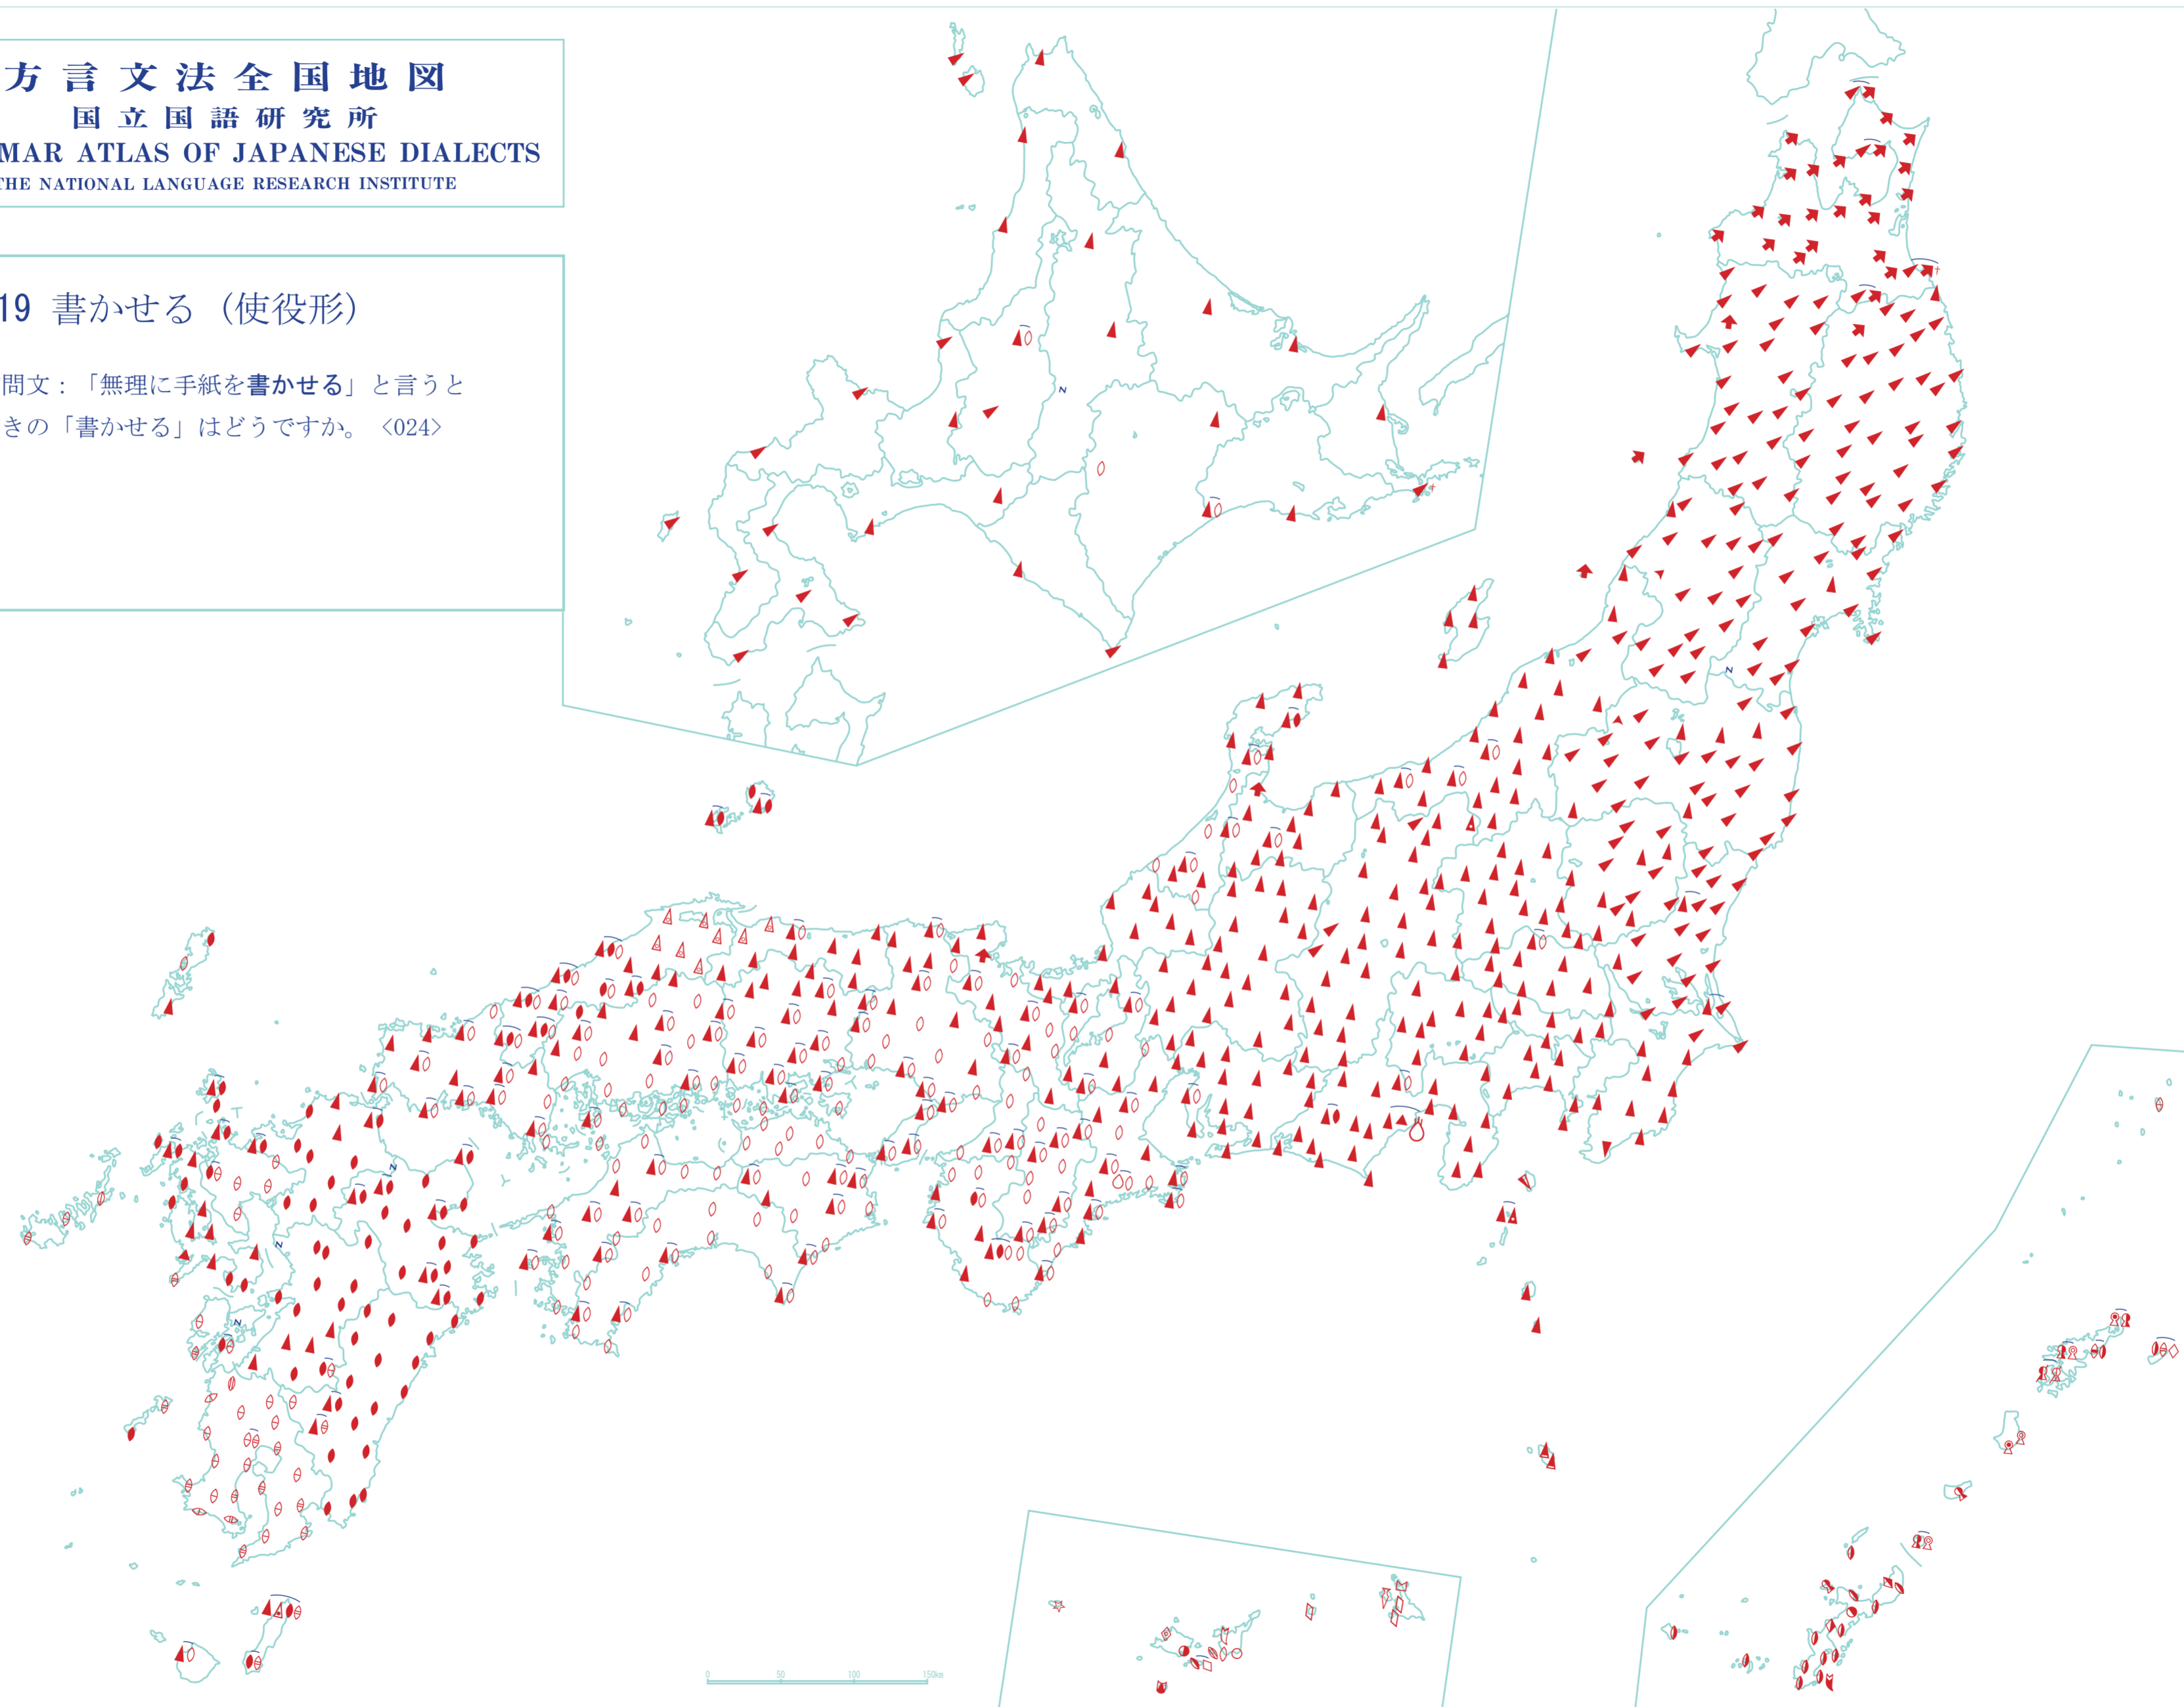 方言文法全国地図
国立国語研究所
MAR ATLAS OF JAPANESE DIALECTS
THE NATIONAL LANGUAGE RESEARCH INSTITUTE
19 書かせる (使役形)
問文:「無理に手紙を書かせる」と言うと
きの「書かせる」はどうですか。〈024〉
N
N
N
N
N
0 50 100 150km